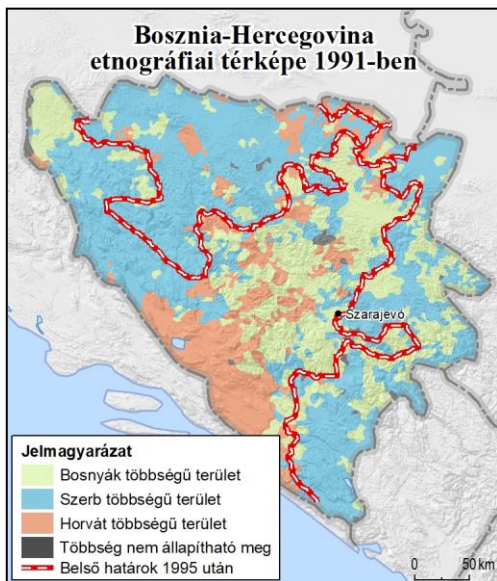 Bosznia-Hercegovina
etnográfiai térképe 1991-ben
Szarajevó
Jelmagyarázat
Bosnyák többségű terület
Szerb többségű terület
Horvát többségű terület
Többség nem állapítható meg
Belső határok 1995 után
0 50 km